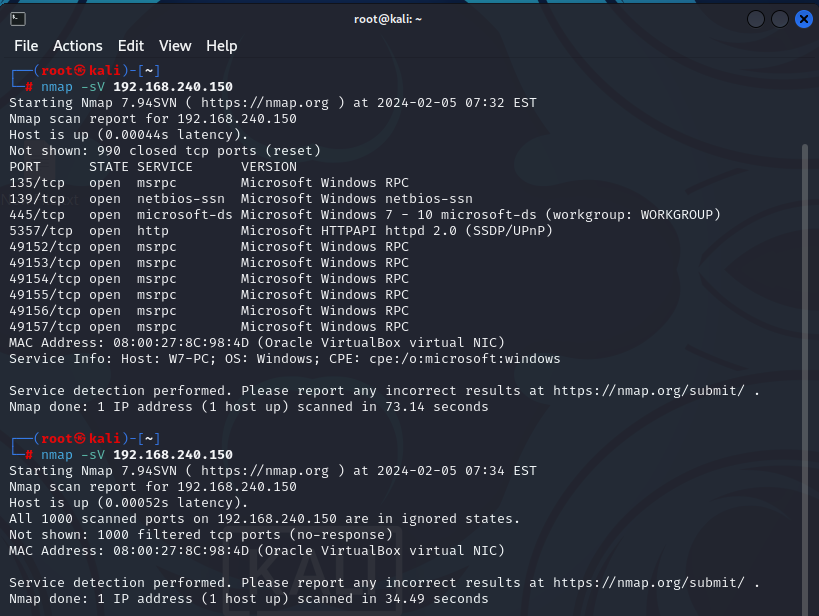 root@kali: ~
File Actions Edit View Help
┌──(root㉿kali)-[~]
└─# nmap -sV 192.168.240.150
Starting Nmap 7.94SVN ( https://nmap.org ) at 2024-02-05 07:32 EST
Nmap scan report for 192.168.240.150
Host is up (0.00044s latency).
Not shown: 990 closed tcp ports (reset)
PORT      STATE SERVICE      VERSION
135/tcp   open  msrpc        Microsoft Windows RPC
139/tcp   open  netbios-ssn  Microsoft Windows netbios-ssn
445/tcp   open  microsoft-ds Microsoft Windows 7 - 10 microsoft-ds (workgroup: WORKGROUP)
5357/tcp  open  http         Microsoft HTTPAPI httpd 2.0 (SSDP/UPnP)
49152/tcp open  msrpc        Microsoft Windows RPC
49153/tcp open  msrpc        Microsoft Windows RPC
49154/tcp open  msrpc        Microsoft Windows RPC
49155/tcp open  msrpc        Microsoft Windows RPC
49156/tcp open  msrpc        Microsoft Windows RPC
49157/tcp open  msrpc        Microsoft Windows RPC
MAC Address: 08:00:27:8C:98:4D (Oracle VirtualBox virtual NIC)
Service Info: Host: W7-PC; OS: Windows; CPE: cpe:/o:microsoft:windows
Service detection performed. Please report any incorrect results at https://nmap.org/submit/ .
Nmap done: 1 IP address (1 host up) scanned in 73.14 seconds
┌──(root㉿kali)-[~]
└─# nmap -sV 192.168.240.150
Starting Nmap 7.94SVN ( https://nmap.org ) at 2024-02-05 07:34 EST
Nmap scan report for 192.168.240.150
Host is up (0.00052s latency).
All 1000 scanned ports on 192.168.240.150 are in ignored states.
Not shown: 1000 filtered tcp ports (no-response)
MAC Address: 08:00:27:8C:98:4D (Oracle VirtualBox virtual NIC)
Service detection performed. Please report any incorrect results at https://nmap.org/submit/ .
Nmap done: 1 IP address (1 host up) scanned in 34.49 seconds
KALI